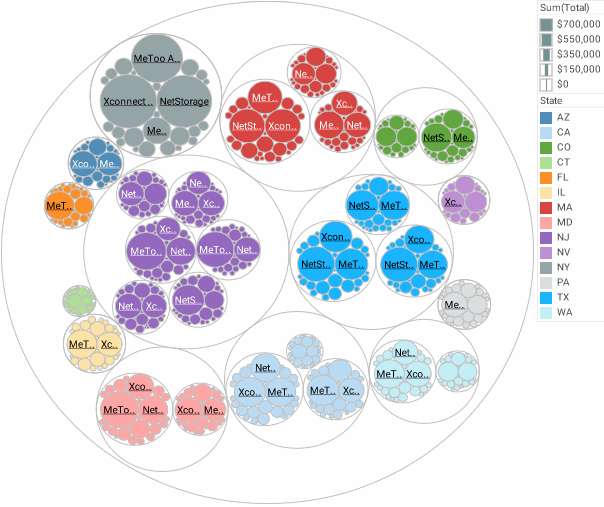 Sum(Total)
$700,000
$550,000
$350,000
$150,000
$0
State
AZ
CA
CO
CT
FL
IL
MA
MD
NJ
NV
NY
PA
TX
WA
MeToo A..
Xconnect.. NetStorage
Me..
Ne..
MeT..
NetSt.. Xcon..
Xc..
Me.. Net..
NetS.. Me..
Xco.. Me..
MeT..
Net..
Ne..
Me.. Xc..
Xc..
MeTo.. Net..
MeTo.. Net..
Net.. Xc..
NetS..
NetS.. MeT..
Xcon..
NetSt.. MeT..
Xco..
NetSt.. MeT..
Xc..
Me..
MeT.. Xc..
Xco..
MeTo.. Net..
Xco.. Me..
Net..
Xco.. MeT..
MeT.. Xc..
Net..
MeT.. Xco..